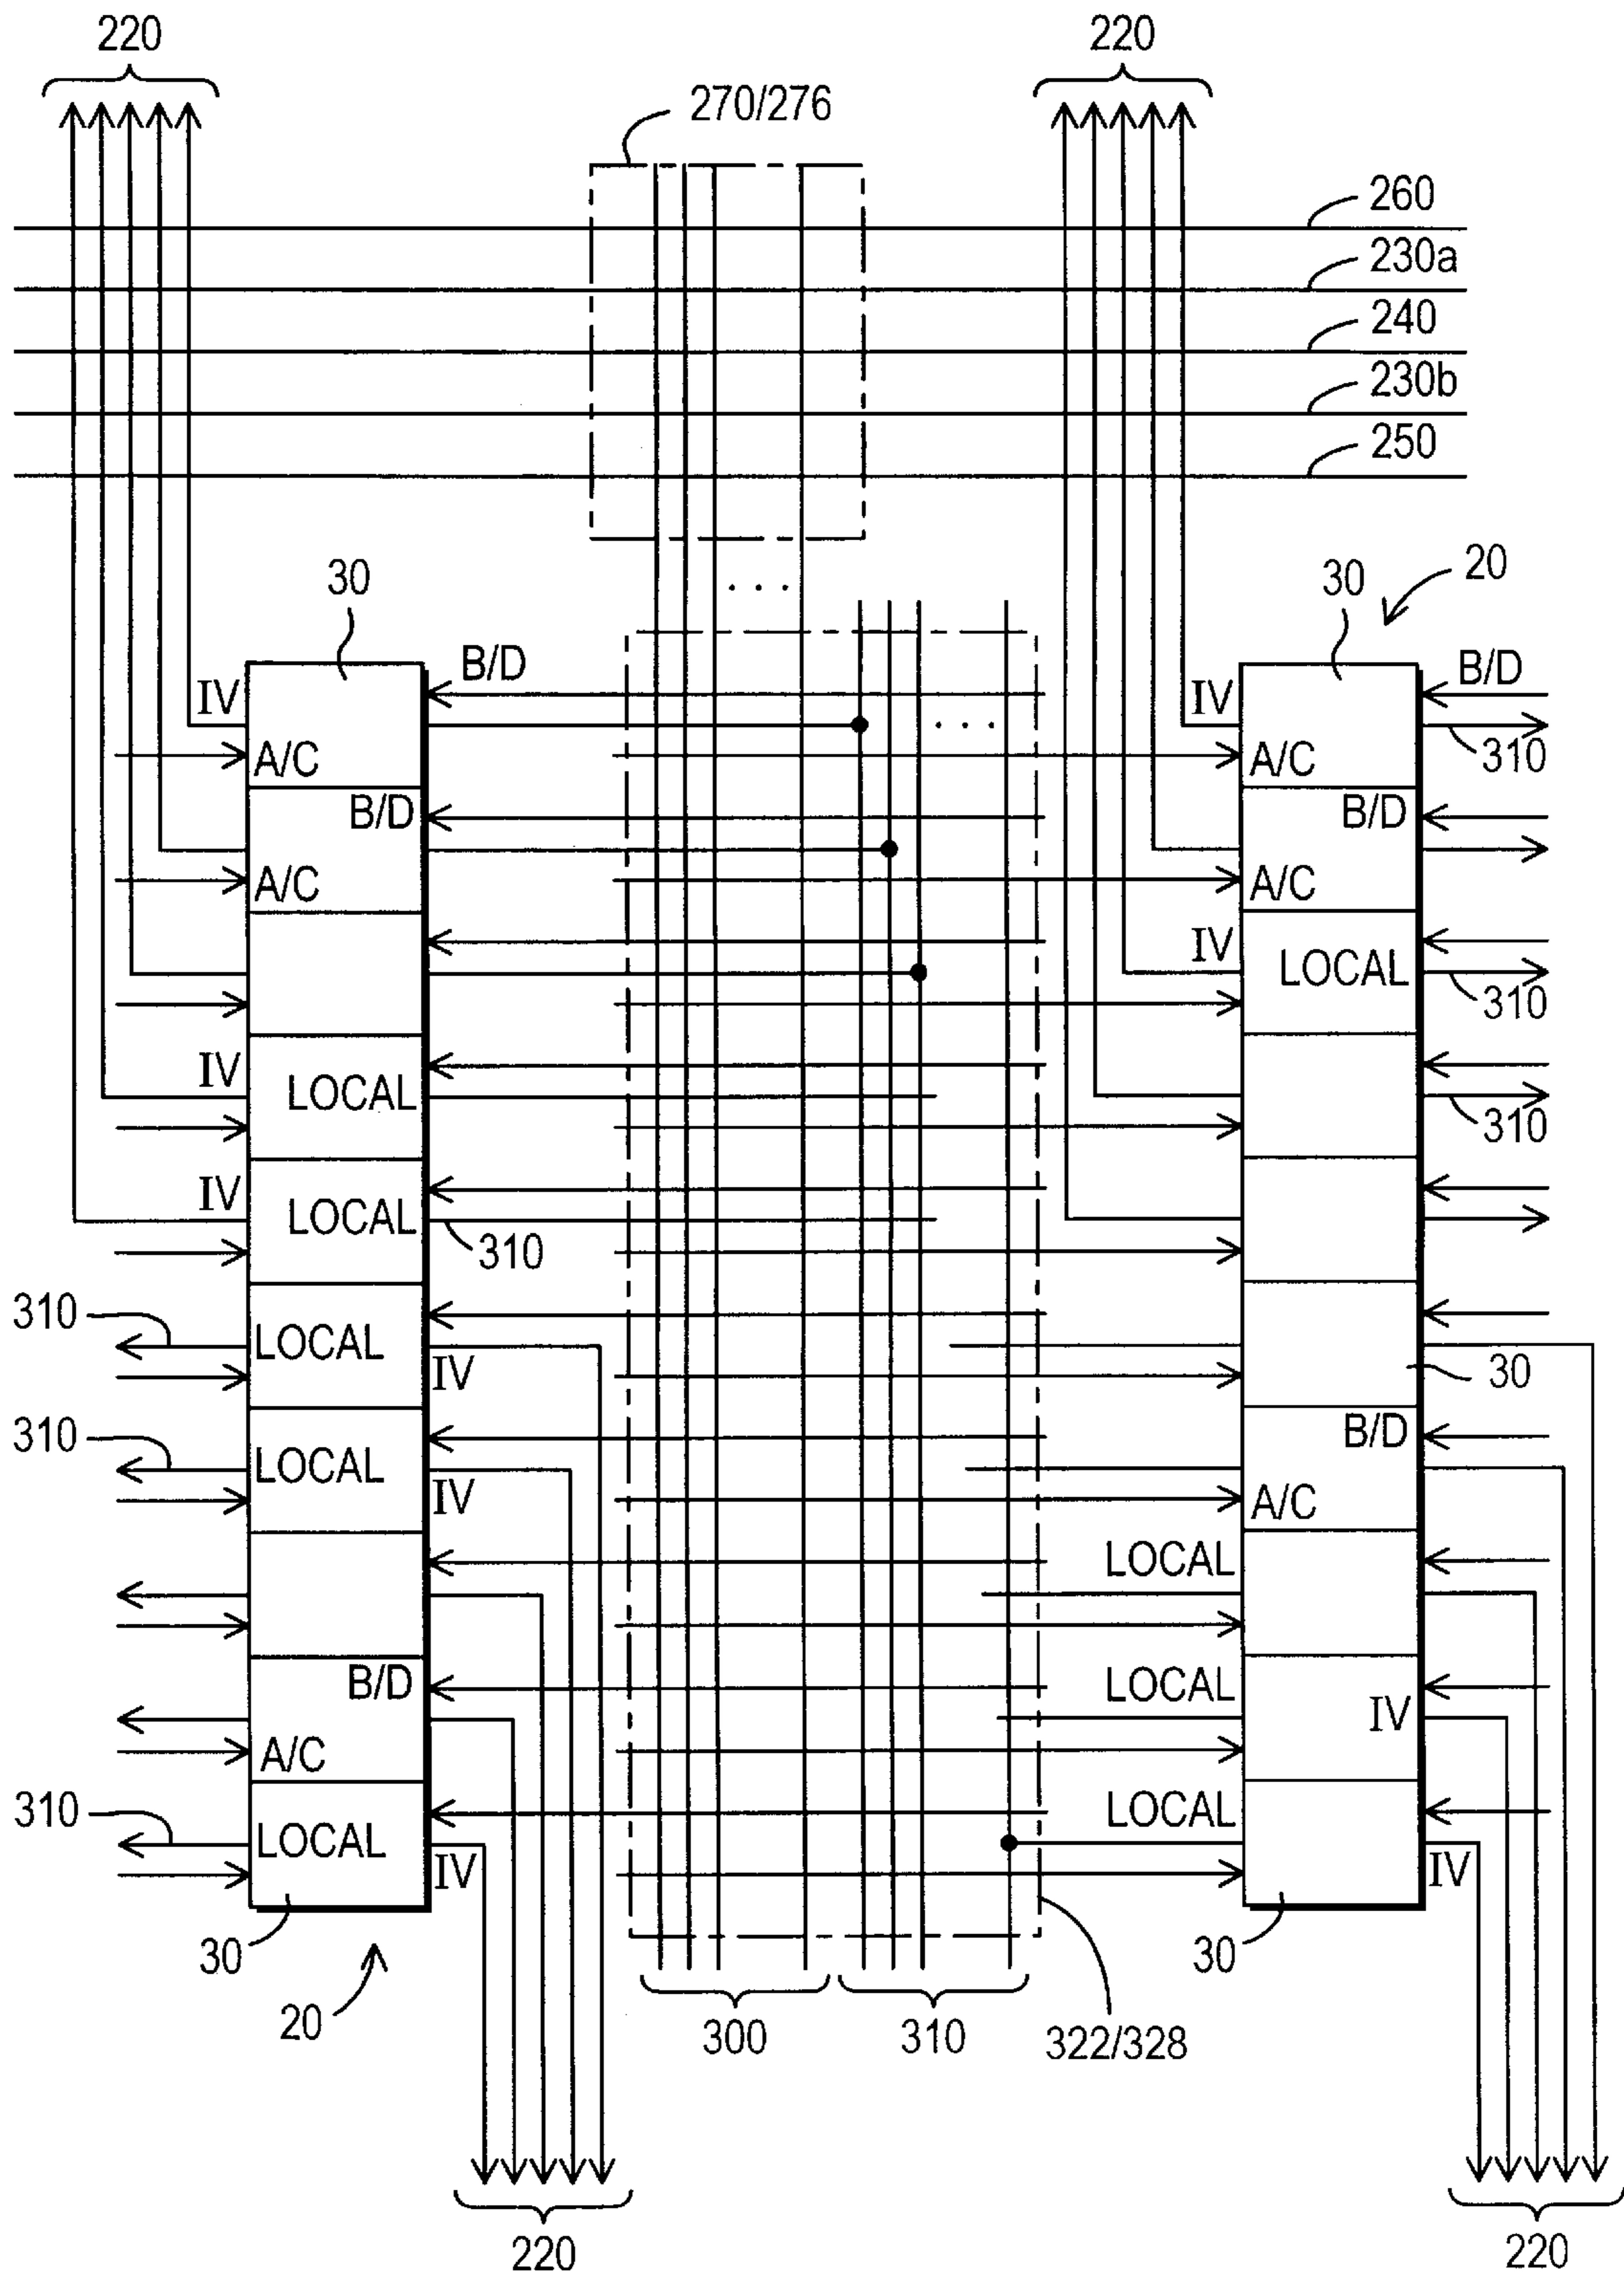 220 220
270/276
260
230a
240
230b
250
30 30 20
B/D B/D
IV IV
A/C A/C 310
B/D B/D
A/C A/C
IV
LOCAL
310
IV
LOCAL
310
IV
LOCAL
310
310
LOCAL
IV 30
310 B/D
LOCAL
IV A/C
LOCAL
B/D LOCAL
IV
A/C
310 LOCAL
LOCAL
IV IV
30 30
20 300 310 322/328
220 220
. . .
. . .